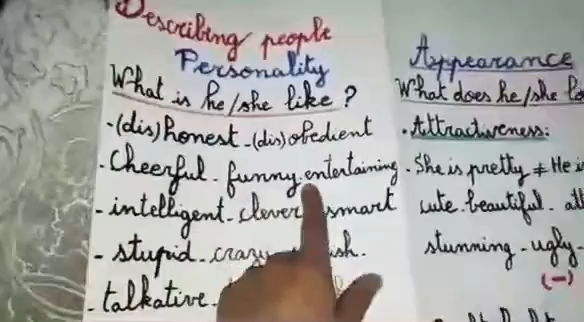 Describing people
Personality
What is he/she like?
-(dis)honest-(dis)obedient
- Cheerful - funny - entertaining
- intelligent - clever smart
- stupid - crazy
- talkative -
Appearance
What does he/she
• Attractiveness:
She is pretty ≠ He
cute - beautiful -
stunning - ugly -
(-)